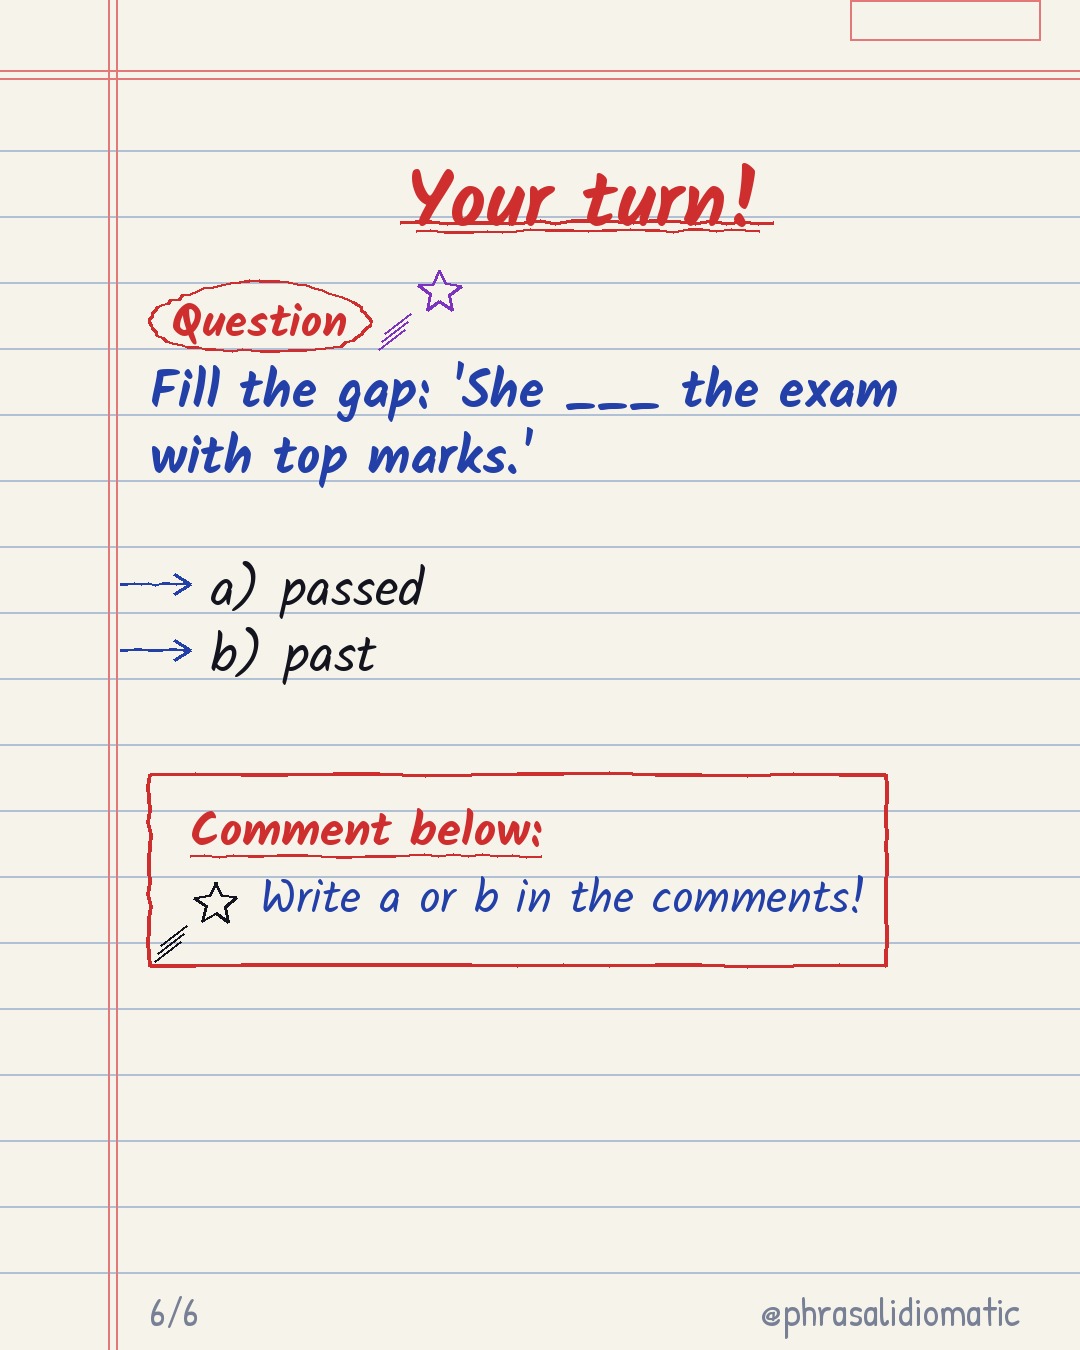 Your turn!
Question
Fill the gap: 'She ___ the exam
with top marks.'
a) passed
b) past
Comment below:
Write a or b in the comments!
6/6
@phrasalidiomatic